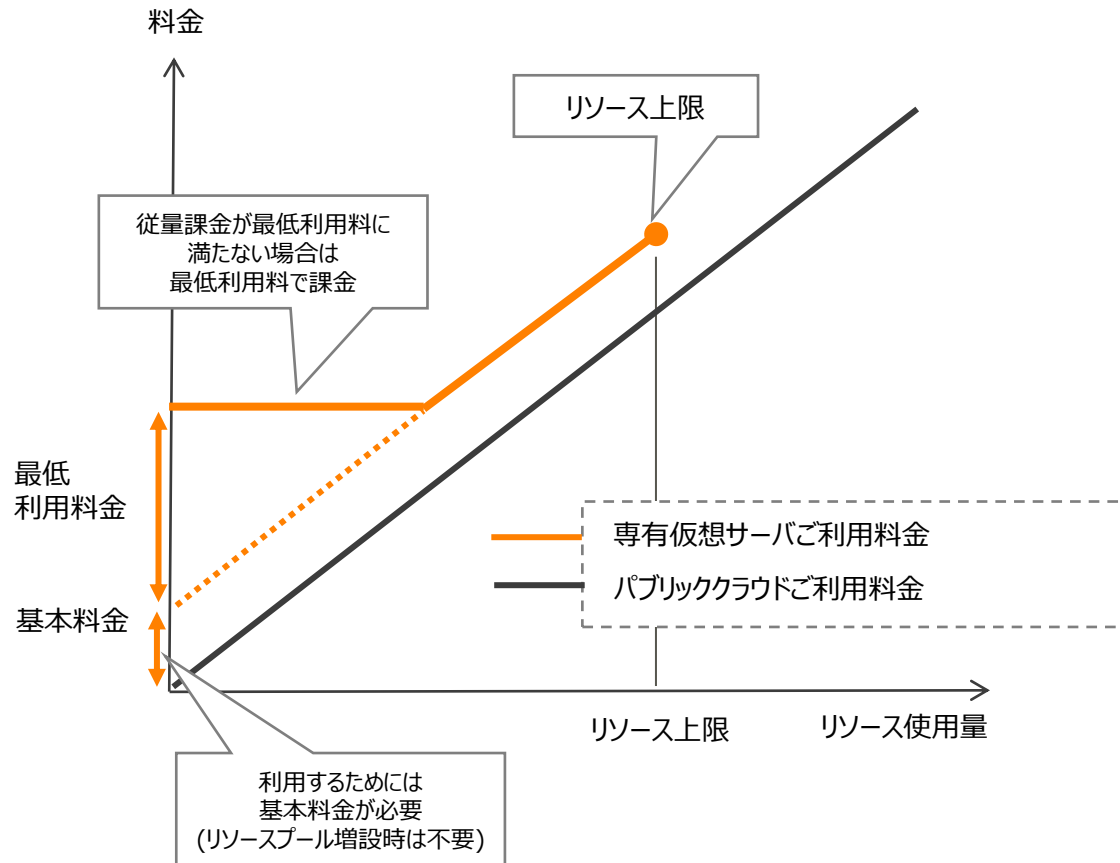 料金
リソース上限
従量課金が最低利用料に
満たない場合は
最低利用料で課金
最低
利用料金
専有仮想サーバご利用料金
パブリッククラウドご利用料金
基本料金
リソース上限
リソース使用量
利用するためには
基本料金が必要
(リソースプール増設時は不要)